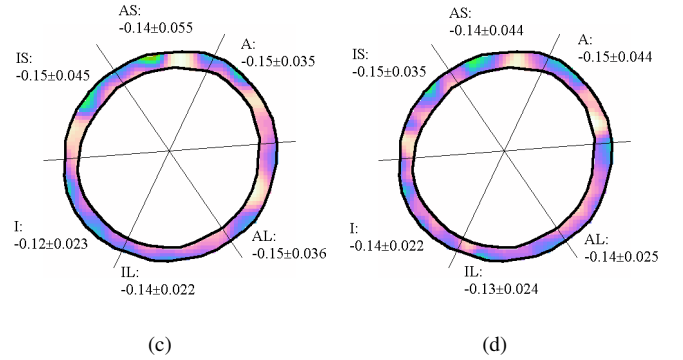 AS:
-0.14±0.055
A:
-0.15±0.035
IS:
-0.15±0.045
I:
-0.12±0.023
IL:
-0.14±0.022
AL:
-0.15±0.036
(c)
AS:
-0.14±0.044
A:
-0.15±0.044
IS:
-0.15±0.035
I:
-0.14±0.022
IL:
-0.13±0.024
AL:
-0.14±0.025
(d)